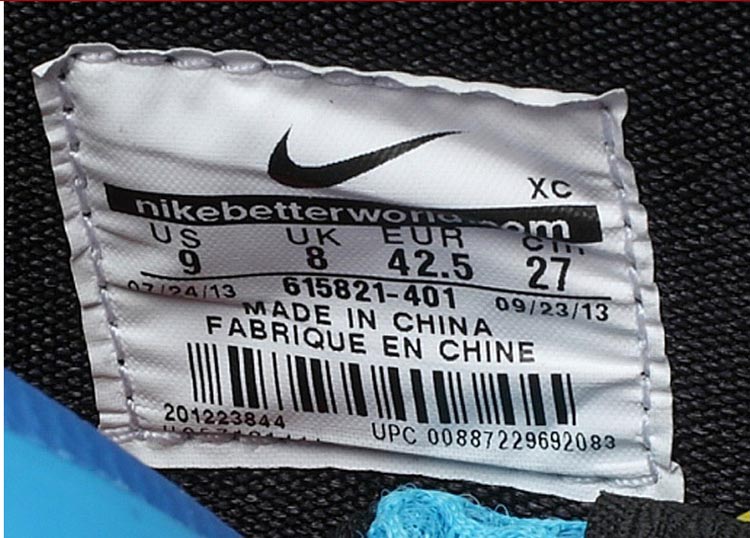 XC
nikebetterworld.com
US UK EUR cm
9 8 42.5 27
07/24/13 615821-401 09/23/13
MADE IN CHINA
FABRIQUE EN CHINE
201223844
UPC 00887229692083